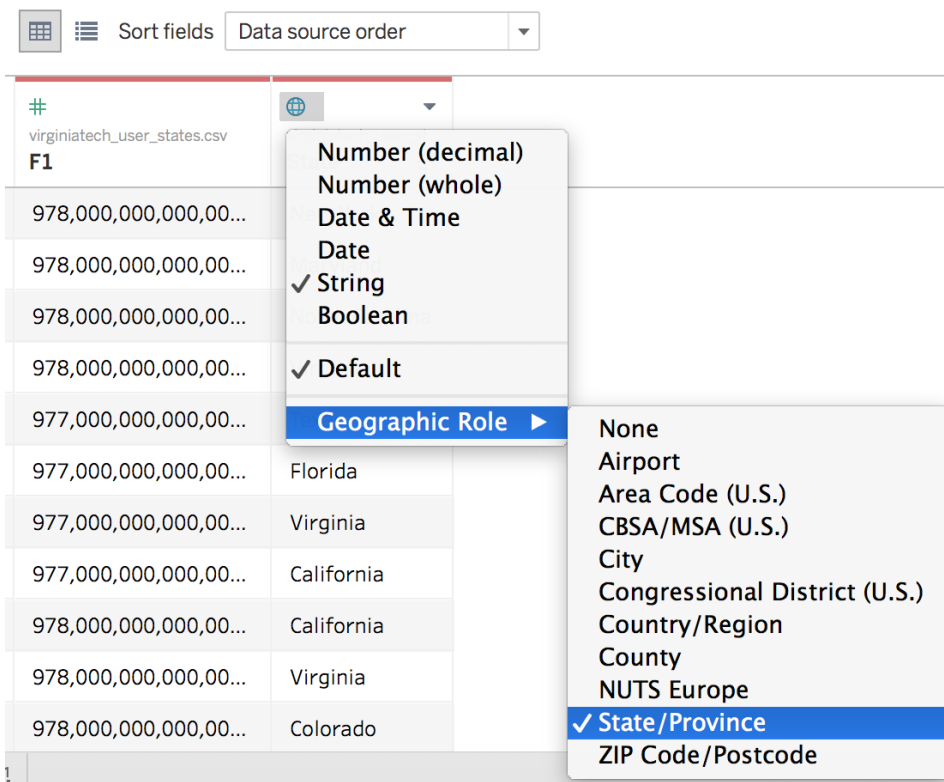 Sort fields Data source order
#
virginiatech_user_states.csv
F1
978,000,000,000,00...
978,000,000,000,00...
978,000,000,000,00...
978,000,000,000,00...
977,000,000,000,00...
977,000,000,000,00...
977,000,000,000,00...
977,000,000,000,00...
978,000,000,000,00...
978,000,000,000,00...
978,000,000,000,00...
Florida
Virginia
California
California
Virginia
Colorado
Number (decimal)
Number (whole)
Date & Time
Date
✓ String
Boolean
✓ Default
Geographic Role ▶
None
Airport
Area Code (U.S.)
CBSA/MSA (U.S.)
City
Congressional District (U.S.)
Country/Region
County
NUTS Europe
✓ State/Province
ZIP Code/Postcode